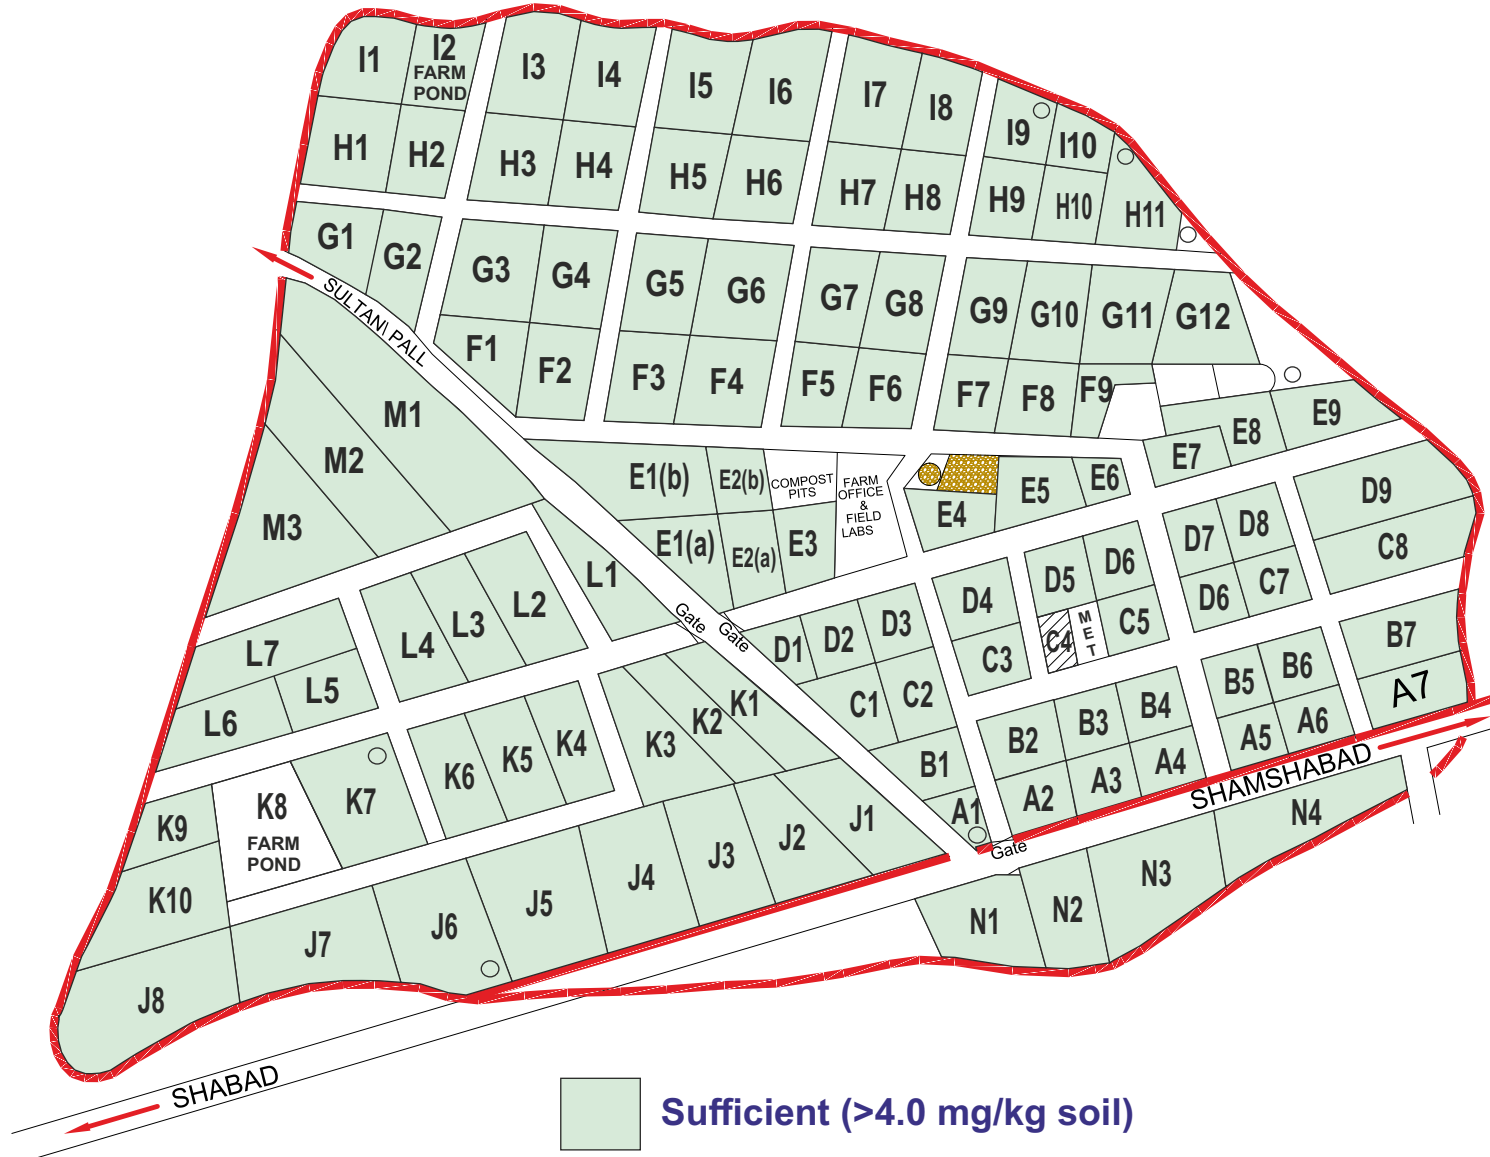 I1
I2
FARM
POND
I3
I4
I5
I6
I7
I8
I9
I10
H1
H2
H3
H4
H5
H6
H7
H8
H9
H10
H11
G1
G2
G3
G4
G5
G6
G7
G8
G9
G10
G11
G12
SULTAN\ PALL
F1
F2
F3
F4
F5
F6
F7
F8
F9
M1
M2
M3
E1(b)
E2(b)
COMPOST
PITS
FARM
OFFICE
&
FIELD
LABS
E1(a)
E2(a)
E3
E4
E5
E6
E7
E8
E9
L1
L2
L3
L4
L5
L6
L7
Gate
Gate
D1
D2
D3
D4
D5
D6
D7
D8
D9
D6
C1
C2
C3
C4
MET
C5
C7
C8
K1
K2
K3
K4
K5
K6
K7
K8
FARM
POND
K9
K10
B1
B2
B3
B4
B5
B6
B7
A1
A2
A3
A4
A5
A6
A7
SHAMSHABAD
Gate
J1
J2
J3
J4
J5
J6
J7
J8
N1
N2
N3
N4
SHABAD
Sufficient (>4.0 mg/kg soil)